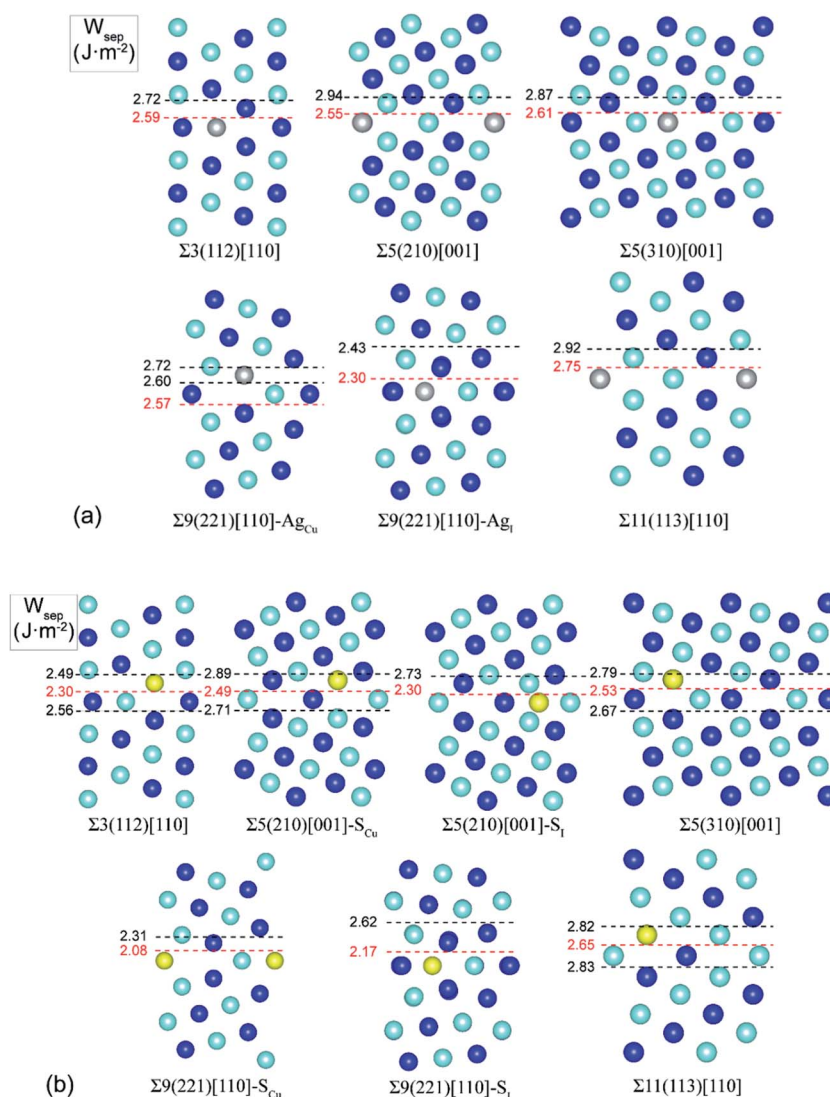 W_sep
(J·m⁻²)
2.72
2.59
2.94
2.55
2.87
2.61
Σ3(112)[110]
Σ5(210)[001]
Σ5(310)[001]
2.72
2.60
2.57
2.43
2.30
2.92
2.75
(a)
Σ9(221)[110]-Ag_Cu
Σ9(221)[110]-Ag_I
Σ11(113)[110]
W_sep
(J·m⁻²)
2.49
2.30
2.56
2.89
2.49
2.71
2.73
2.30
2.79
2.53
2.67
Σ3(112)[110]
Σ5(210)[001]-S_Cu
Σ5(210)[001]-S_I
Σ5(310)[001]
2.31
2.08
2.62
2.17
2.82
2.65
2.83
(b)
Σ9(221)[110]-S_Cu
Σ9(221)[110]-S_I
Σ11(113)[110]